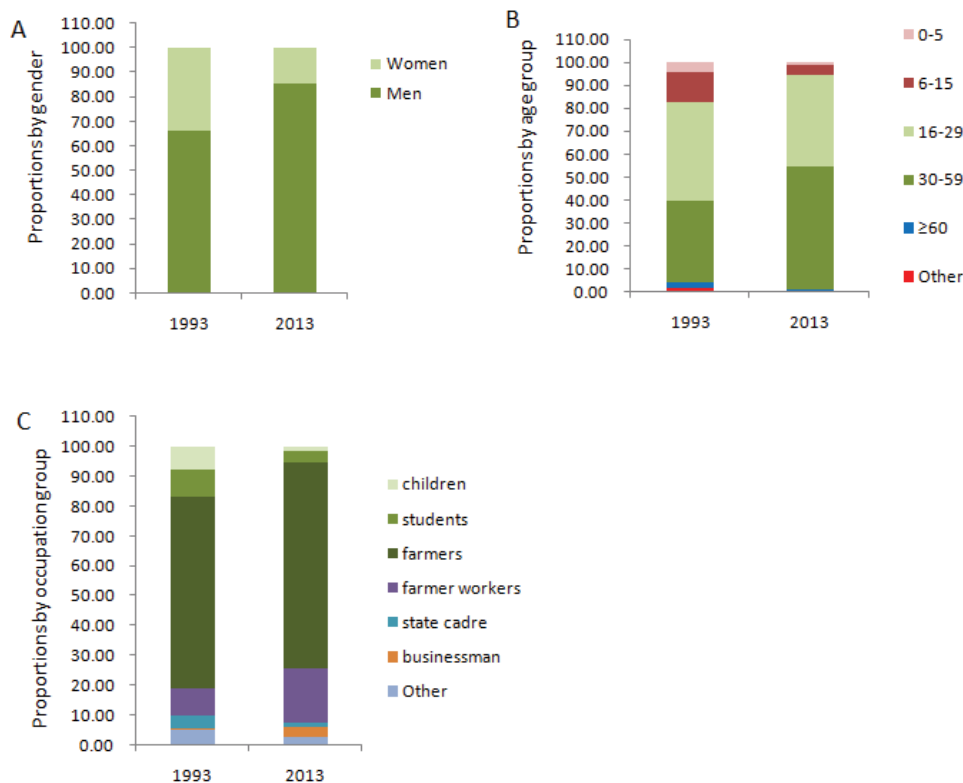 A
Proportionsbygender
110.00
100.00
90.00
80.00
70.00
60.00
50.00
40.00
30.00
20.00
10.00
0.00
1993 2013
Women
Men
B
Proportionsby agegroup
110.00
100.00
90.00
80.00
70.00
60.00
50.00
40.00
30.00
20.00
10.00
0.00
1993 2013
0-5
6-15
16-29
30-59
≥60
Other
C
Proportionsby occupationgroup
110.00
100.00
90.00
80.00
70.00
60.00
50.00
40.00
30.00
20.00
10.00
0.00
1993 2013
children
students
farmers
farmer workers
state cadre
businessman
Other